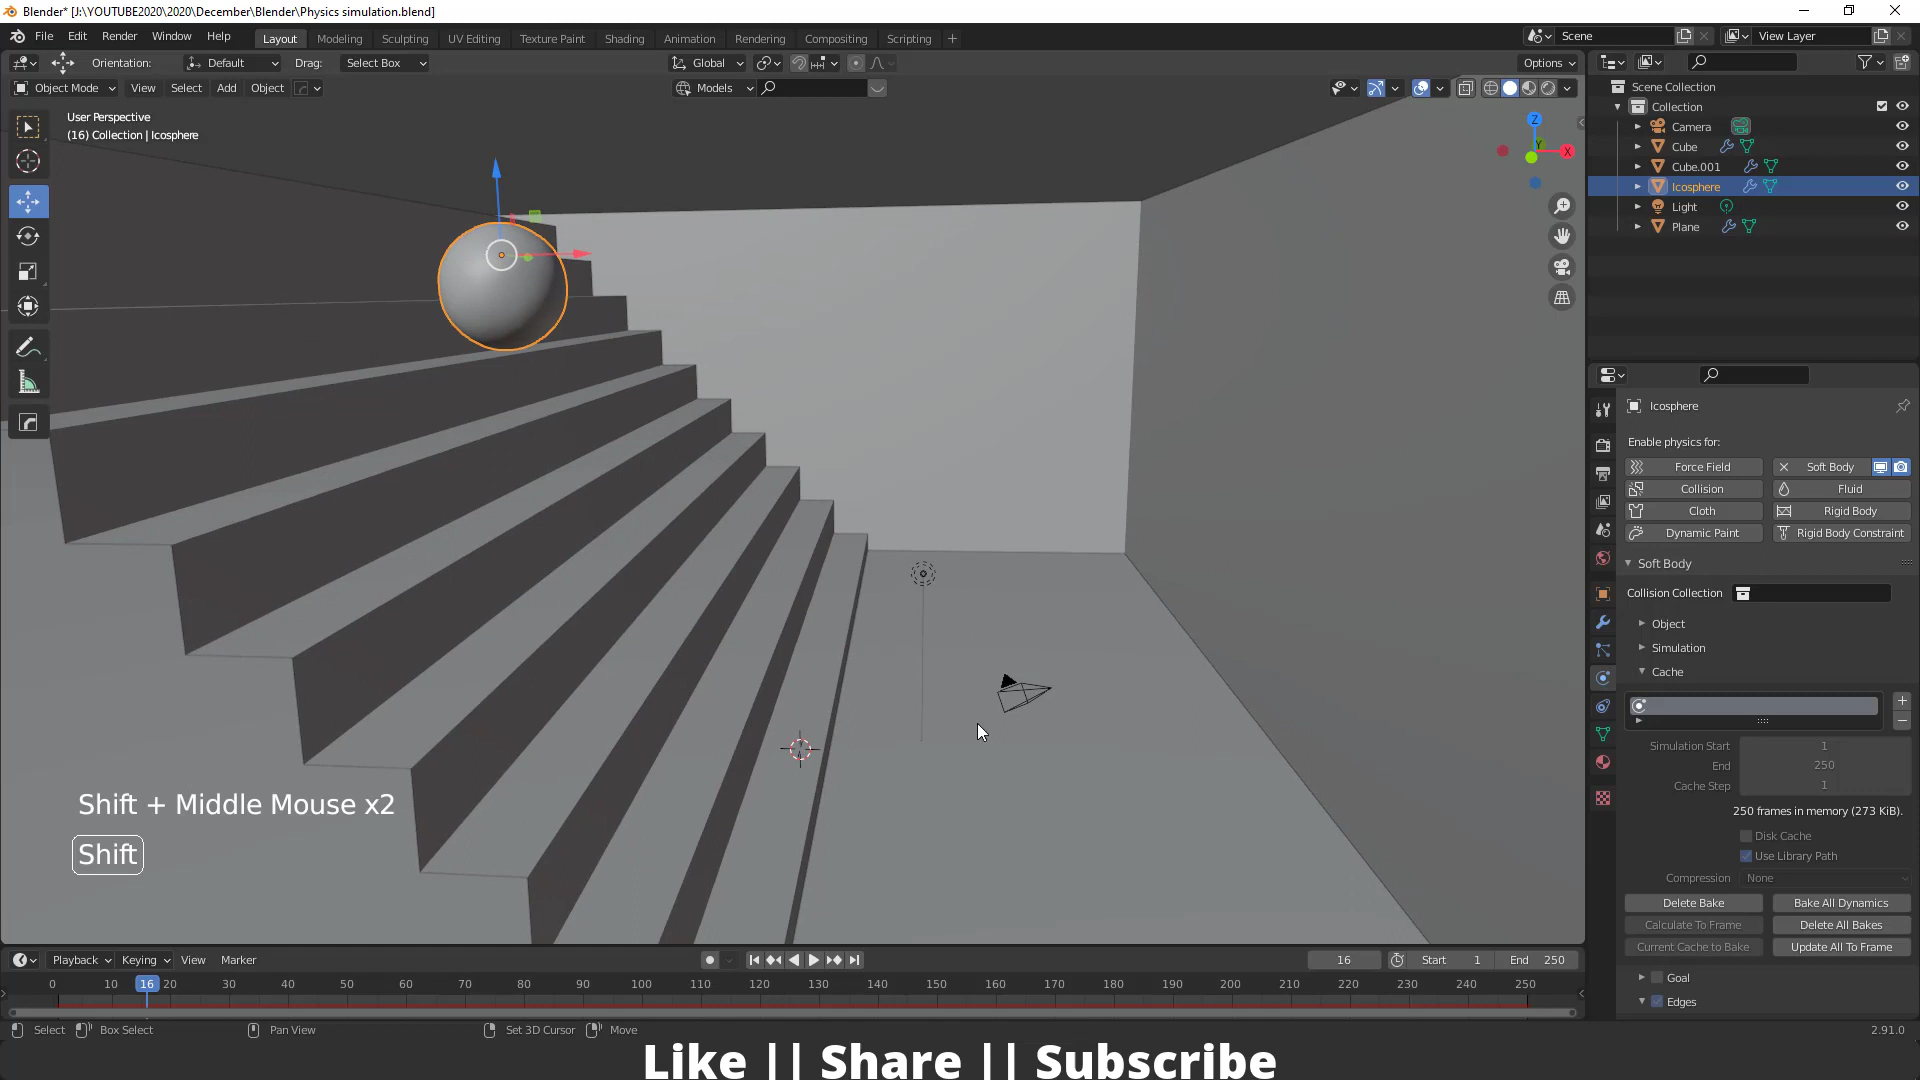 Blender* [J:\YOUTUBE2020\2020\December\Blender\Physics simulation.blend]
File Edit Render Window Help
Layout Modeling Sculpting UV Editing Texture Paint Shading Animation Rendering Compositing Scripting +
Scene
View Layer
Orientation: Default Drag: Select Box
Global
Options
Object Mode View Select Add Object
Models
User Perspective
(16) Collection | Icosphere
Z
Y
X
Scene Collection
Collection
Camera
Cube
Cube.001
Icosphere
Light
Plane
Icosphere
Enable physics for:
Force Field Soft Body
Collision Fluid
Cloth Rigid Body
Dynamic Paint Rigid Body Constraint
Soft Body
Collision Collection
Object
Simulation
Cache
Simulation Start 1
End 250
Cache Step 1
250 frames in memory (273 KiB).
Disk Cache
Use Library Path
Compression None
Delete Bake Bake All Dynamics
Calculate To Frame Delete All Bakes
Current Cache to Bake Update All To Frame
Goal
Edges
Shift + Middle Mouse x2
Shift
Playback Keying View Marker
16 Start 1 End 250
0 10 16 20 30 40 50 60 70 80 90 100 110 120 130 140 150 160 170 180 190 200 210 220 230 240 250
Select Box Select Pan View Set 3D Cursor Move
2.91.0
Like || Share || Subscribe